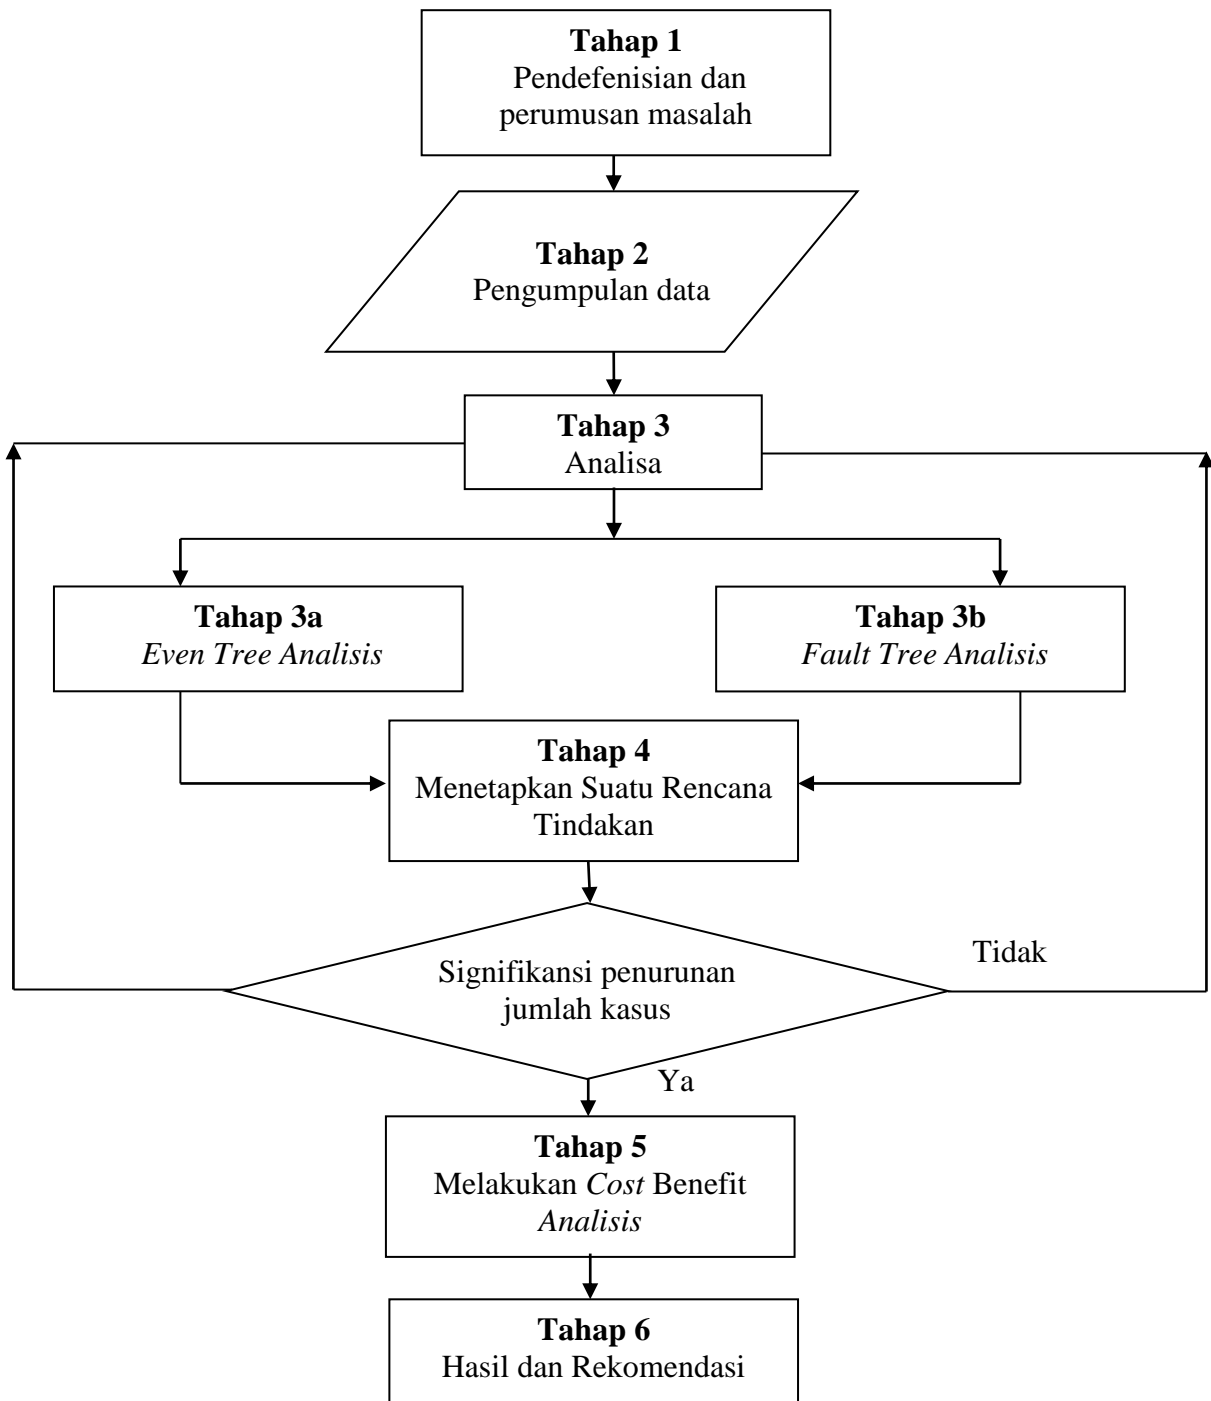 Tahap 1
Pendefenisian dan
perumusan masalah
Tahap 2
Pengumpulan data
Tahap 3
Analisa
Tahap 3a
Even Tree Analisis
Tahap 3b
Fault Tree Analisis
Tahap 4
Menetapkan Suatu Rencana
Tindakan
Signifikansi penurunan
jumlah kasus
Tidak
Ya
Tahap 5
Melakukan Cost Benefit
Analisis
Tahap 6
Hasil dan Rekomendasi